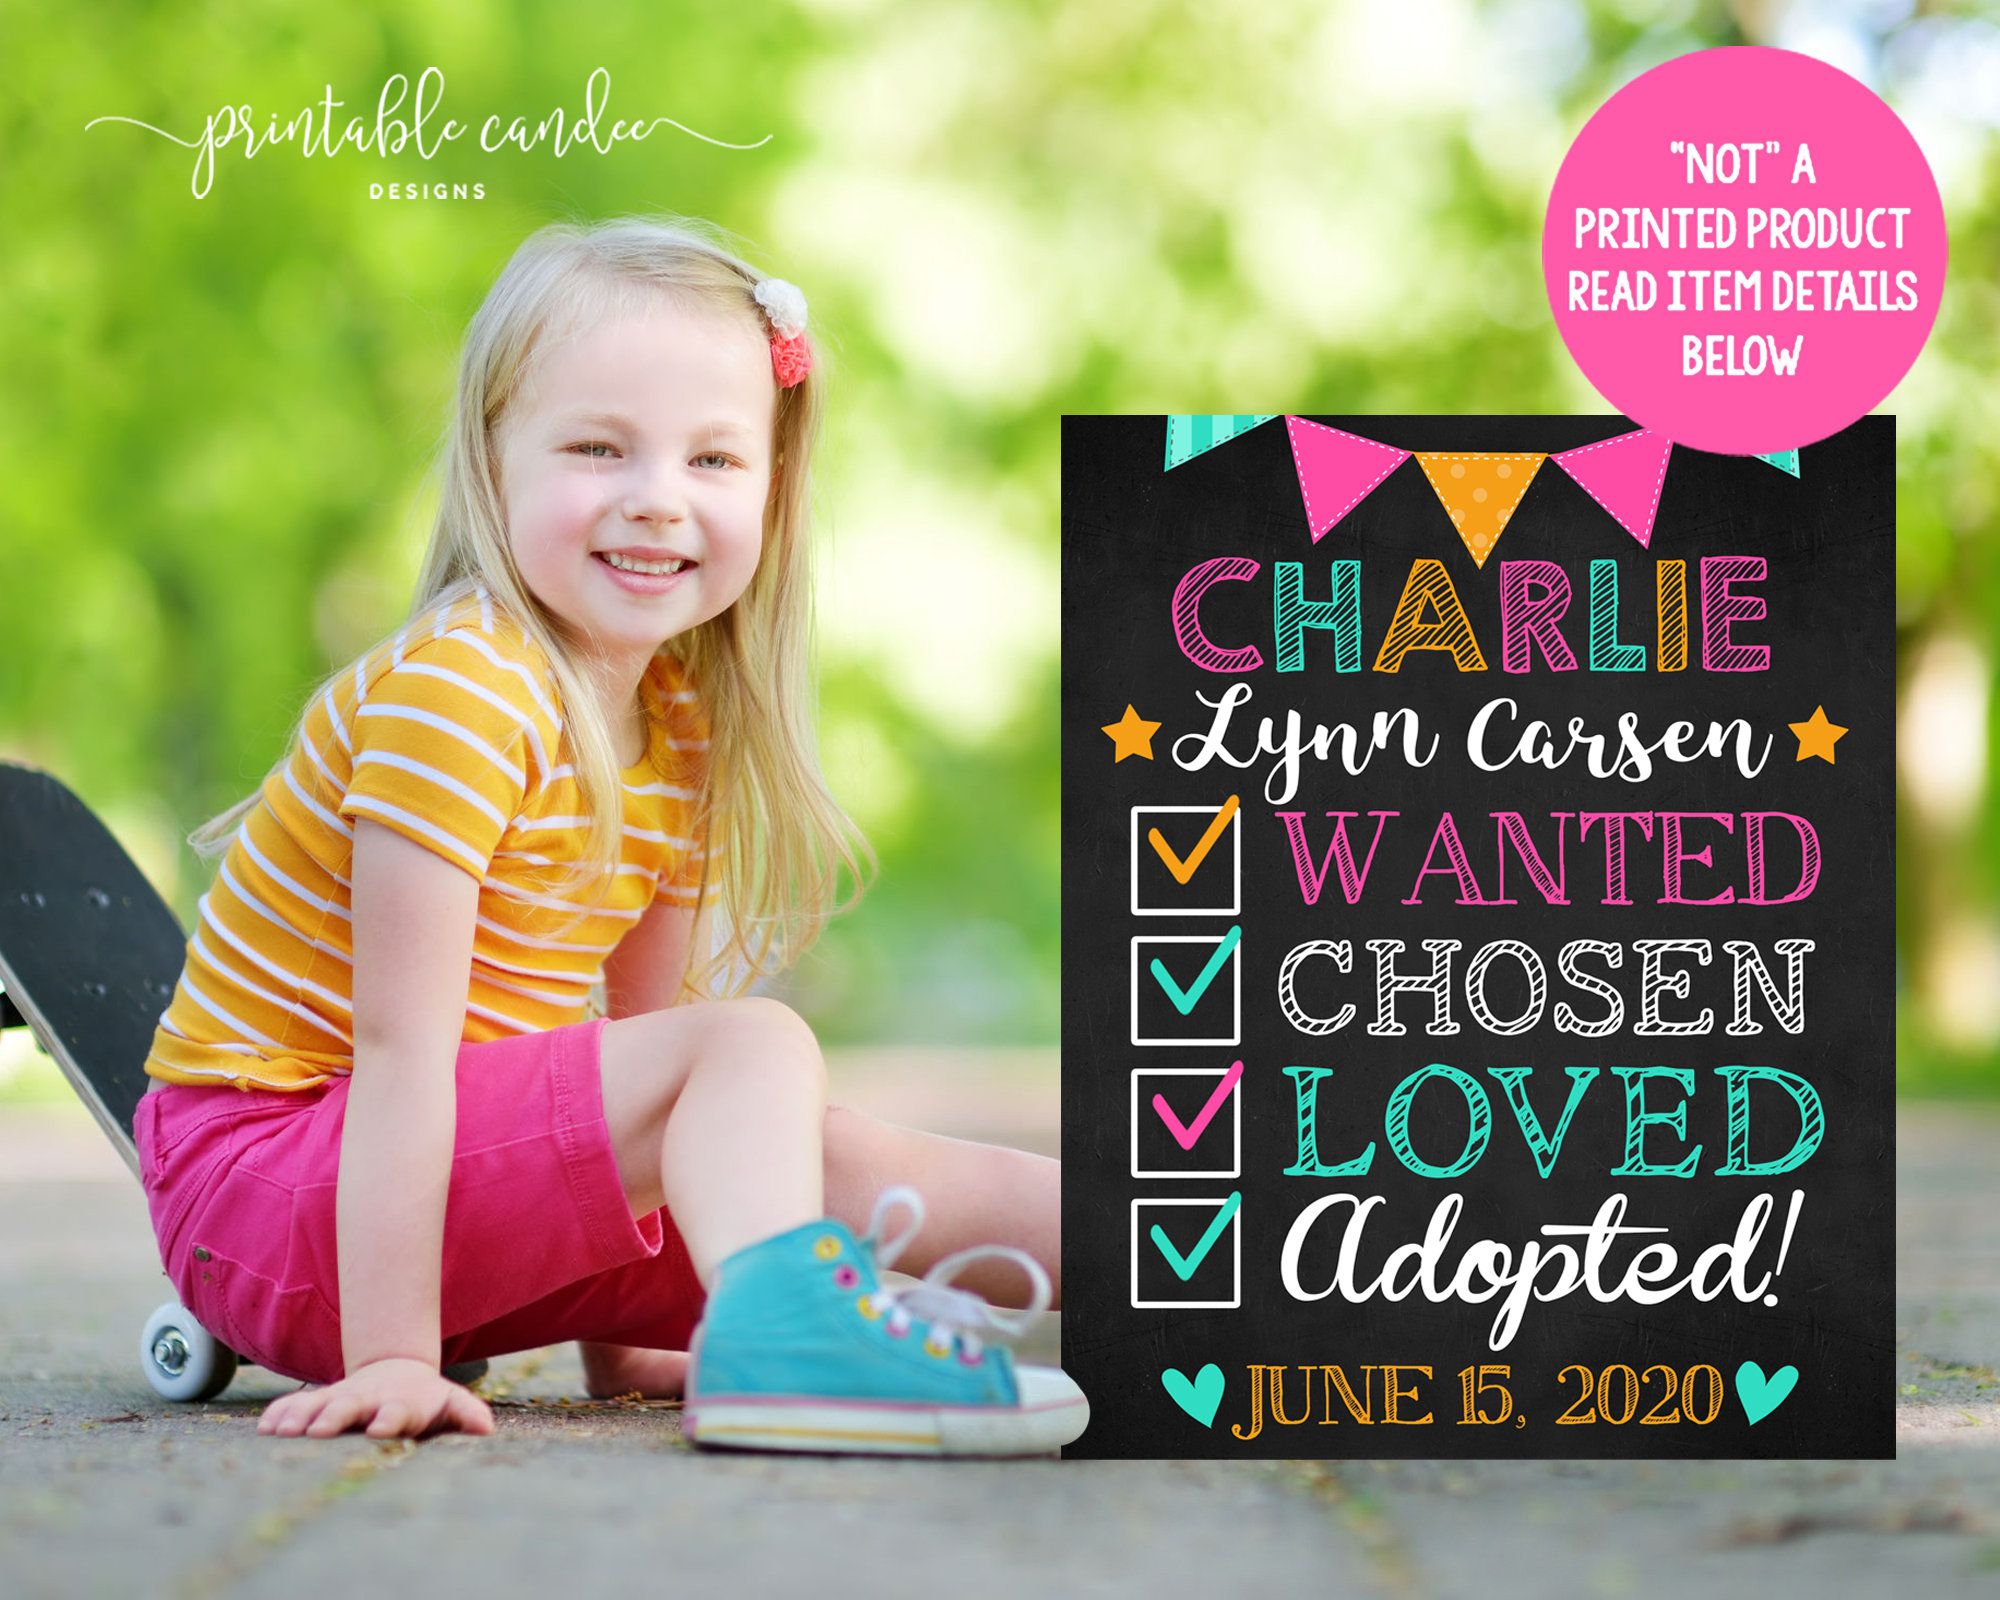 printable candee
DESIGNS
"NOT" A
PRINTED PRODUCT
READ ITEM DETAILS
BELOW
CHARLIE
Lynn Carsen
WANTED
CHOSEN
LOVED
Adopted!
JUNE 15, 2020